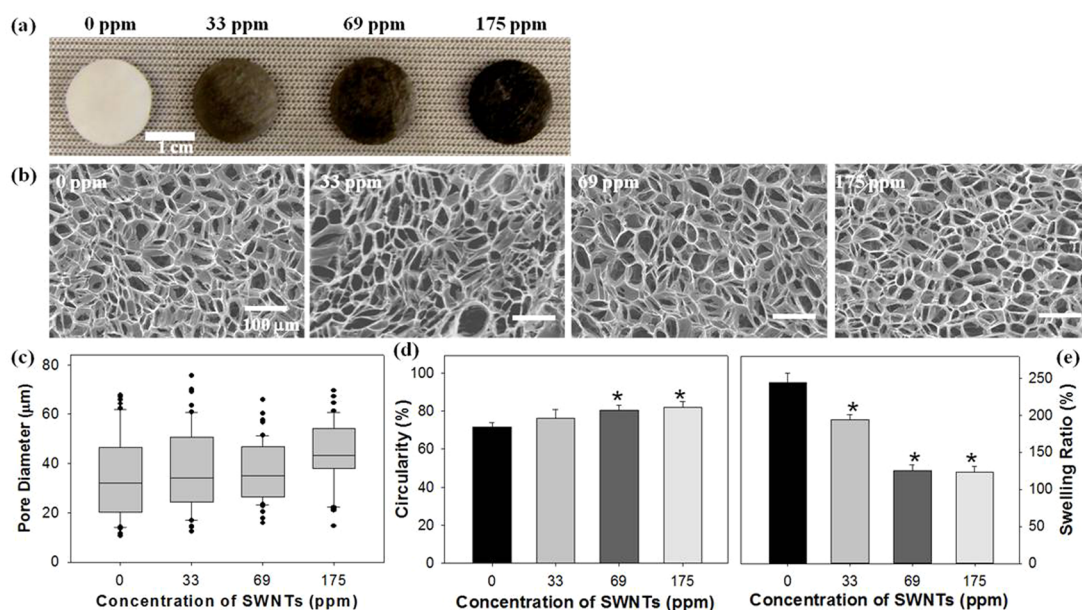 (a)
0 ppm 33 ppm 69 ppm 175 ppm
1 cm
(b)
0 ppm 33 ppm 69 ppm 175 ppm
100 μm
(c)
80
60
40
20
0
Pore Diameter (μm)
0 33 69 175
Concentration of SWNTs (ppm)
(d)
100
80
60
40
20
0
Circularity (%)
* *
0 33 69 175
Concentration of SWNTs (ppm)
(e)
250
200
150
100
50
0
Swelling Ratio (%)
* * *
0 33 69 175
Concentration of SWNTs (ppm)